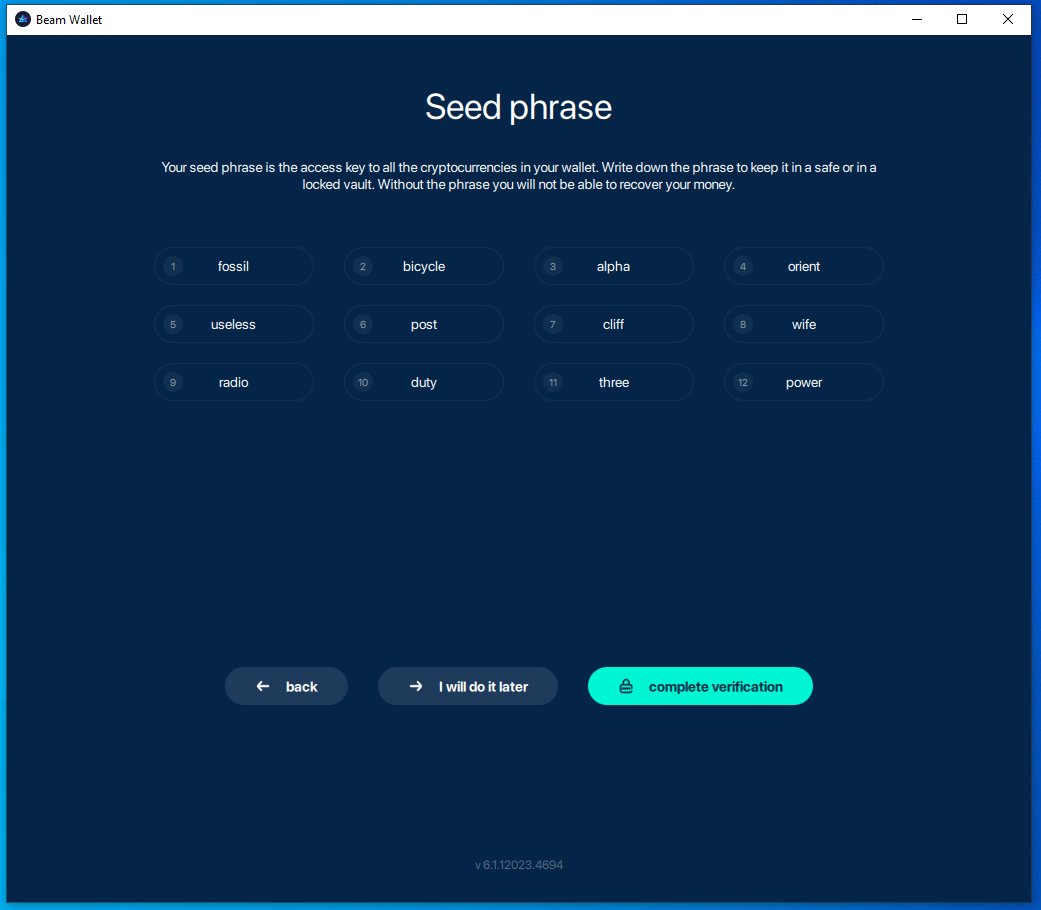 Beam Wallet
Seed phrase
Your seed phrase is the access key to all the cryptocurrencies in your wallet. Write down the phrase to keep it in a safe or in a
locked vault. Without the phrase you will not be able to recover your money.
1 fossil 2 bicycle 3 alpha 4 orient
5 useless 6 post 7 cliff 8 wife
9 radio 10 duty 11 three 12 power
back I will do it later complete verification
v 6.1.12023.4694